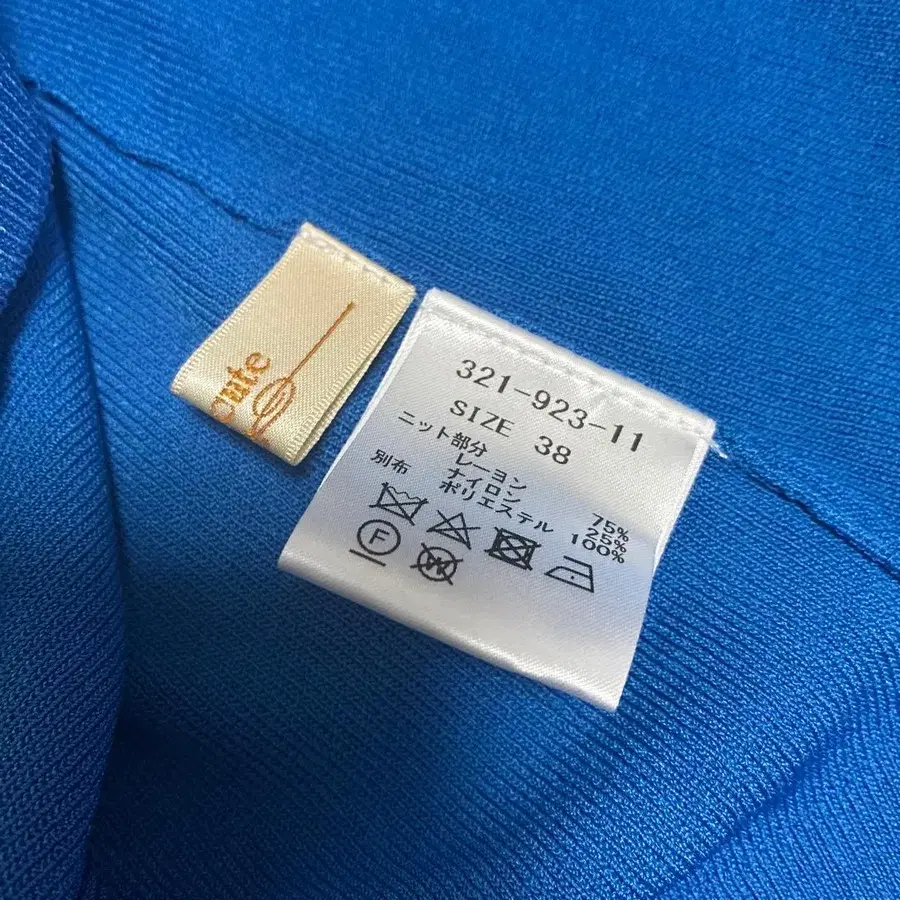 oute
321-923-11
SIZE 38
ニット部分
レーヨン 75%
ナイロン 25%
別布 ポリエステル 100%
F
W